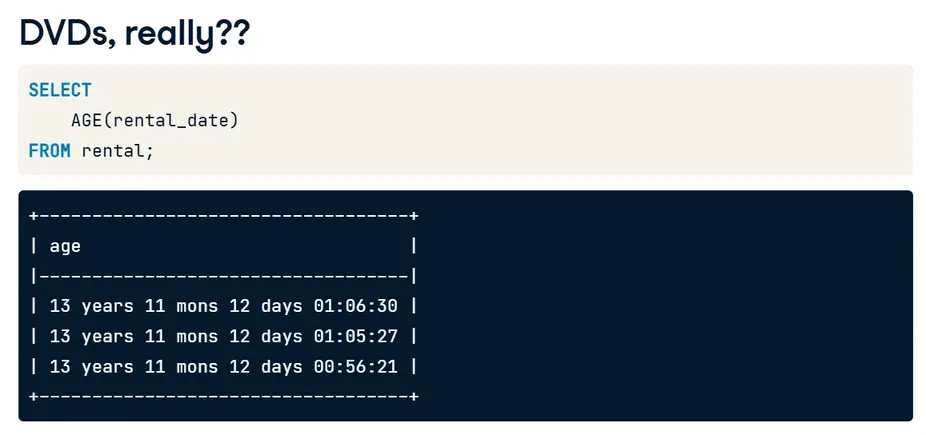 DVDs, really??
SELECT
    AGE(rental_date)
FROM rental;
+-----------------------------------+
| age                               |
|-----------------------------------|
| 13 years 11 mons 12 days 01:06:30 |
| 13 years 11 mons 12 days 01:05:27 |
| 13 years 11 mons 12 days 00:56:21 |
+-----------------------------------+